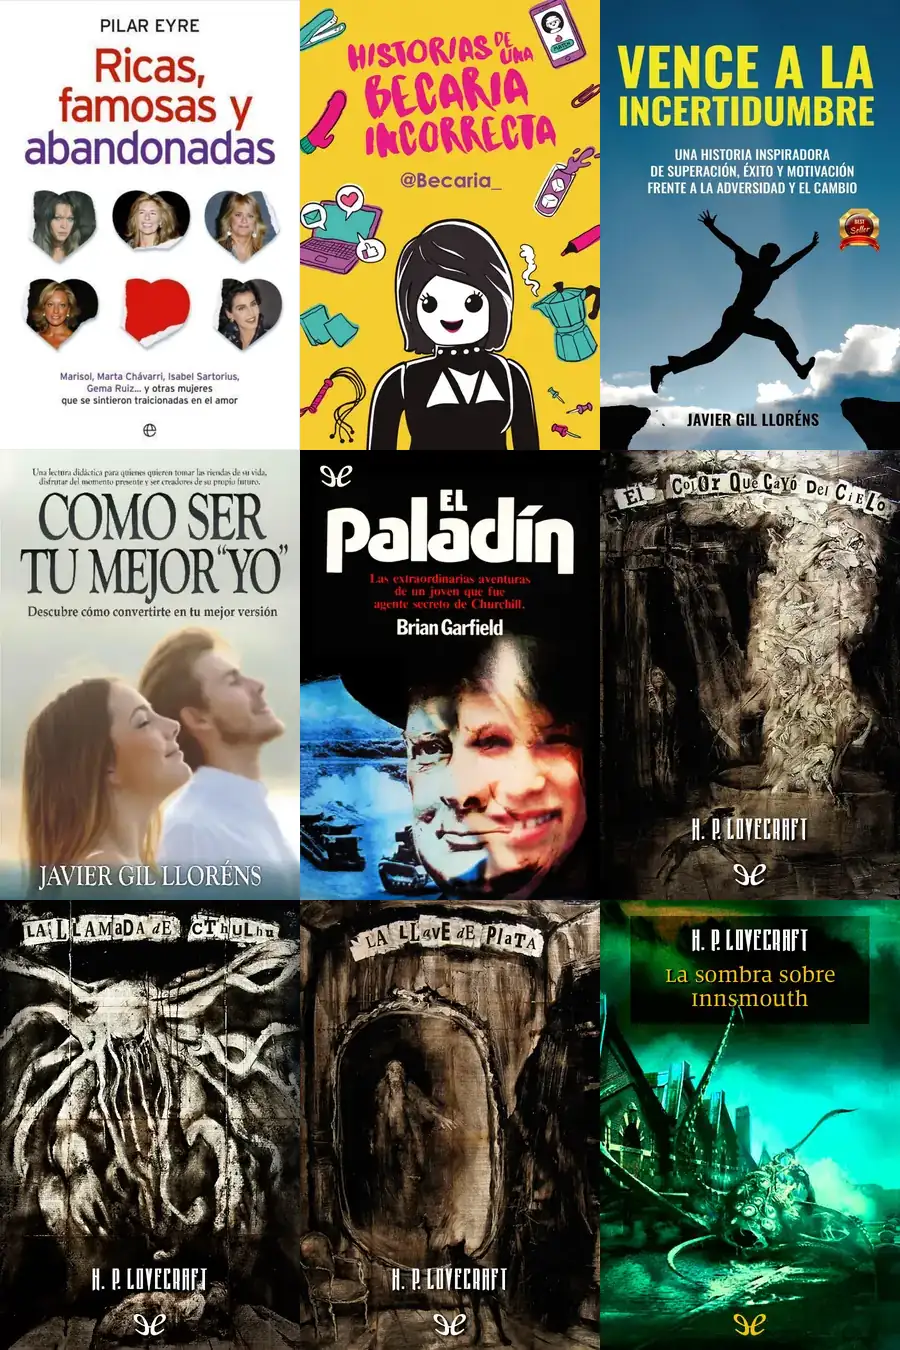 PILAR EYRE
Ricas,
famosas y
abandonadas
Marisol, Marta Chávarri, Isabel Sartorius,
Gema Ruiz... y otras mujeres
que se sintieron traicionadas en el amor
HISTORIAS DE UNA
BECARIA
INCORRECTA
@Becaria_
MATCH
VENCE A LA
INCERTIDUMBRE
UNA HISTORIA INSPIRADORA
DE SUPERACIÓN, ÉXITO Y MOTIVACIÓN
FRENTE A LA ADVERSIDAD Y EL CAMBIO
BEST
Seller
JAVIER GIL LLORÉNS
Una lectura didáctica para quienes quieren tomar las riendas de su vida,
disfrutar del momento presente y ser creadores de su propio futuro.
COMO SER
TU MEJOR "YO"
Descubre cómo convertirte en tu mejor versión
JAVIER GIL LLORÉNS
EL
Paladín
Las extraordinarias aventuras
de un joven que fue
agente secreto de Churchill.
Brian Garfield
El Color Que Cayó Del Cielo
H. P. LOVECRAFT
LA LLAMADA DE CTHULHU
H. P. LOVECRAFT
LA LLAVE DE PLATA
H. P. LOVECRAFT
H. P. LOVECRAFT
La sombra sobre
Innsmouth